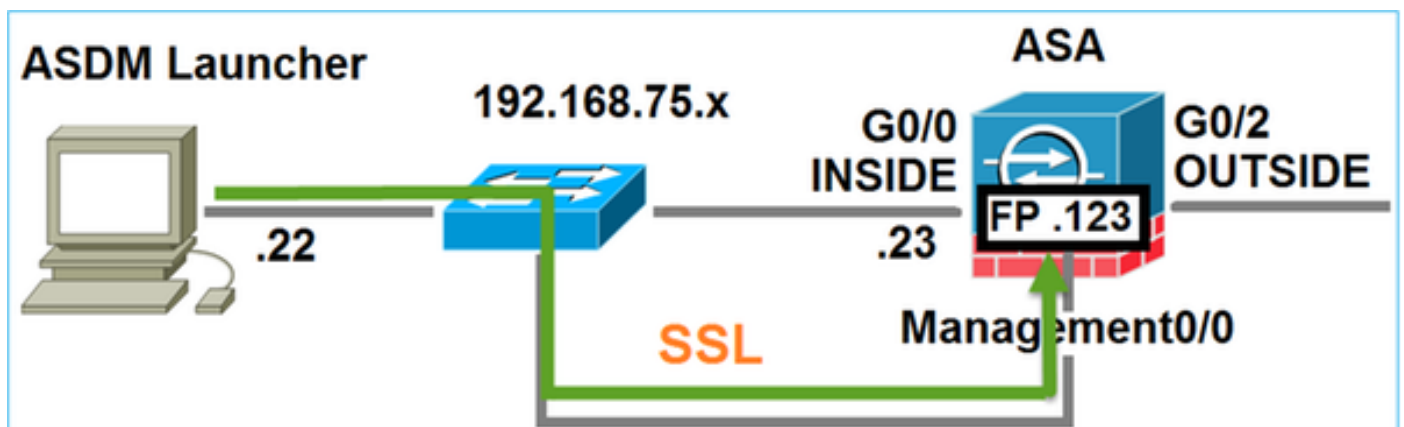 ASDM Launcher
192.168.75.x
ASA
G0/0
INSIDE
G0/2
OUTSIDE
FP .123
.22
.23
Management0/0
SSL